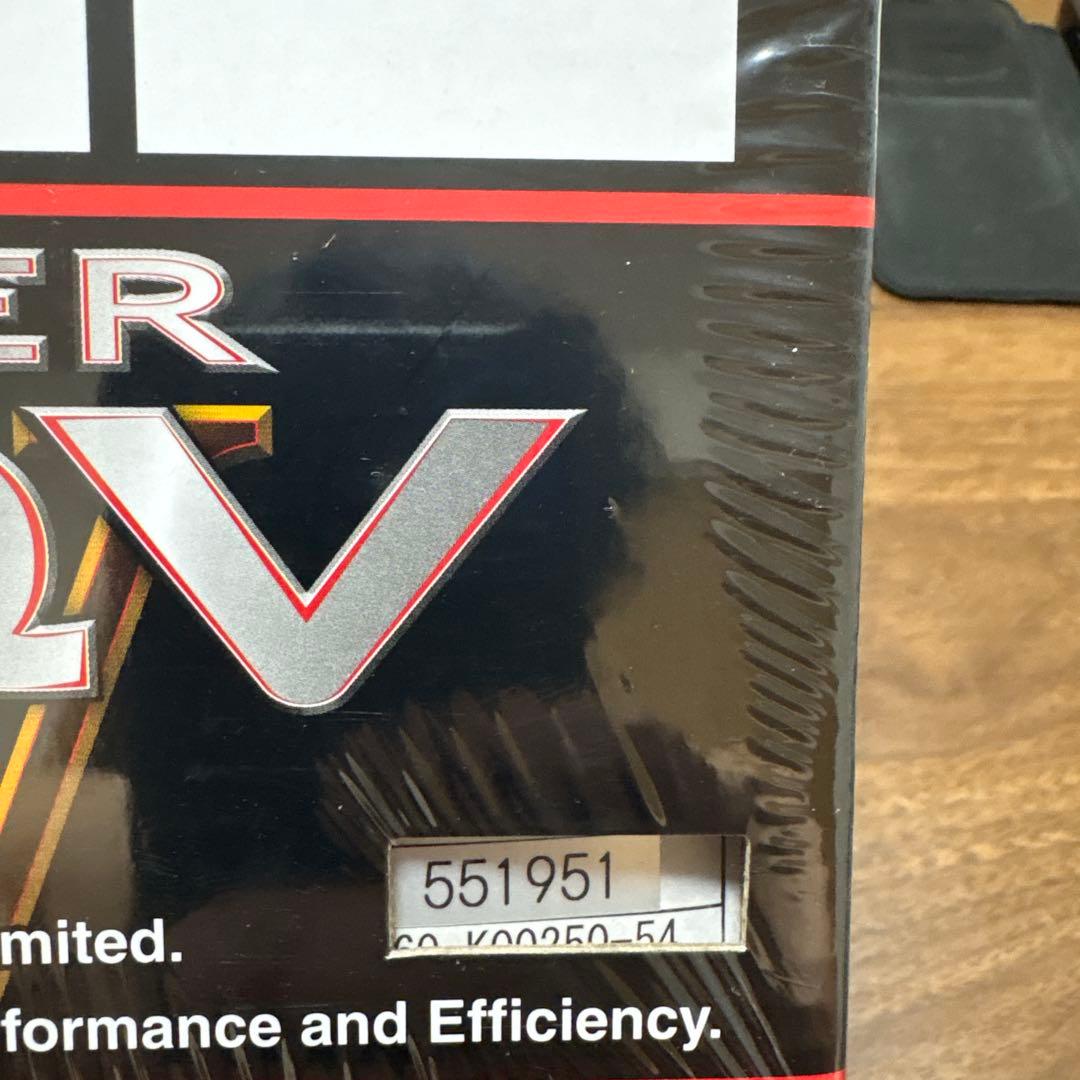 ER
V
551951
mited.
formance and Efficiency.